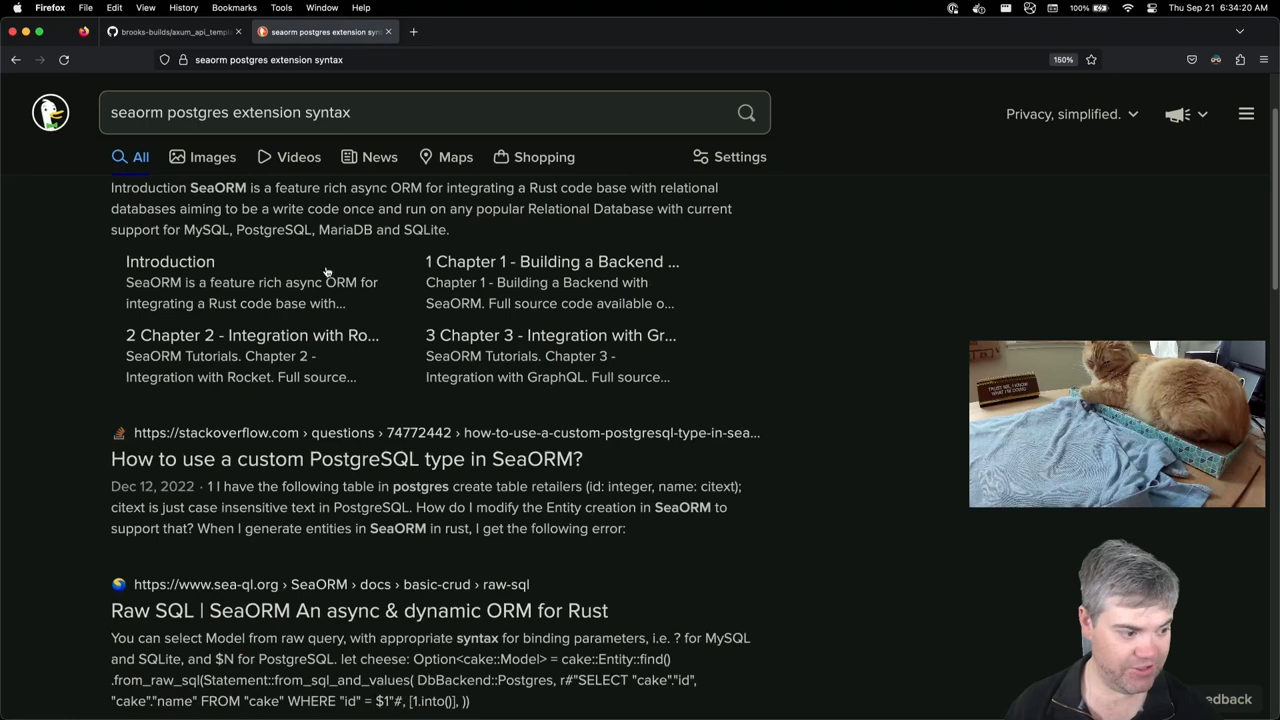 Firefox File Edit View History Bookmarks Tools Window Help
100% Thu Sep 21 6:34:20
brooks-builds/axum_api_templ
seaorm postgres extension syn
seaorm postgres extension syntax
150%
seaorm postgres extension syntax
Privacy, simplified.
All Images Videos News Maps Shopping Settings
Introduction SeaORM is a feature rich async ORM for integrating a Rust code base with relational
databases aiming to be a write code once and run on any popular Relational Database with current
support for MySQL, PostgreSQL, MariaDB and SQLite.
Introduction
SeaORM is a feature rich async ORM for
integrating a Rust code base with...
1 Chapter 1 - Building a Backend ...
Chapter 1 - Building a Backend with
SeaORM. Full source code available o...
2 Chapter 2 - Integration with Ro...
SeaORM Tutorials. Chapter 2 -
Integration with Rocket. Full source...
3 Chapter 3 - Integration with Gr...
SeaORM Tutorials. Chapter 3 -
Integration with GraphQL. Full source...
https://stackoverflow.com › questions › 74772442 › how-to-use-a-custom-postgresql-type-in-sea...
How to use a custom PostgreSQL type in SeaORM?
Dec 12, 2022 · 1 I have the following table in postgres create table retailers (id: integer, name: citext);
citext is just case insensitive text in PostgreSQL. How do I modify the Entity creation in SeaORM to
support that? When I generate entities in SeaORM in rust, I get the following error:
https://www.sea-ql.org › SeaORM › docs › basic-crud › raw-sql
Raw SQL | SeaORM An async & dynamic ORM for Rust
You can select Model from raw query, with appropriate syntax for binding parameters, i.e. ? for MySQL
and SQLite, and $N for PostgreSQL. let cheese: Option<cake::Model> = cake::Entity::find()
.from_raw_sql(Statement::from_sql_and_values( DbBackend::Postgres, r#"SELECT "cake"."id",
"cake"."name" FROM "cake" WHERE "id" = $1"#, [1.into()], ))
TRUST ME, I KNOW
WHAT I'M DOING
edback